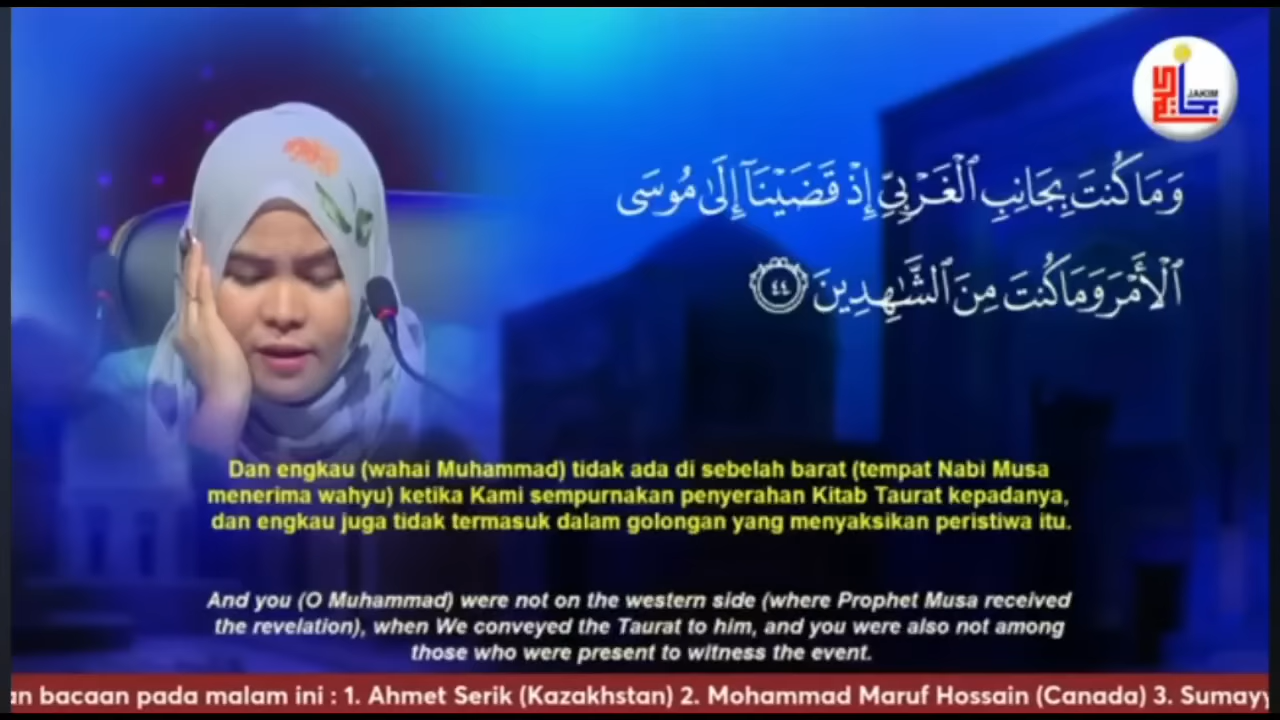 JAKIM
وَمَا كُنتَ بِجَانِبِ ٱلْغَرْبِىِّ إِذْ قَضَيْنَآ إِلَىٰ مُوسَى
ٱلْأَمْرَ وَمَا كُنتَ مِنَ ٱلشَّٰهِدِينَ ٤٤
Dan engkau (wahai Muhammad) tidak ada di sebelah barat (tempat Nabi Musa
menerima wahyu) ketika Kami sempurnakan penyerahan Kitab Taurat kepadanya,
dan engkau juga tidak termasuk dalam golongan yang menyaksikan peristiwa itu.
And you (O Muhammad) were not on the western side (where Prophet Musa received
the revelation), when We conveyed the Taurat to him, and you were also not among
those who were present to witness the event.
bacaan pada malam ini : 1. Ahmet Serik (Kazakhstan) 2. Mohammad Maruf Hossain (Canada) 3.